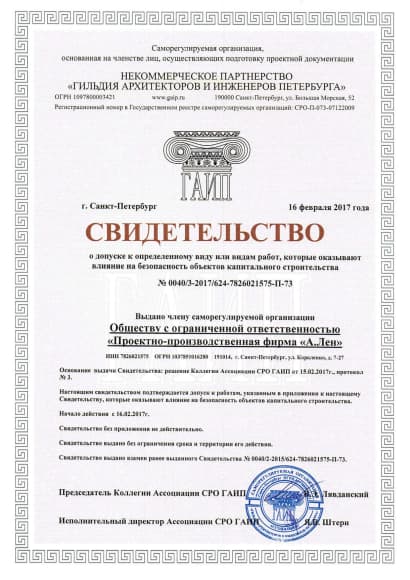 Саморегулируемая организация,
основанная на членстве лиц, осуществляющих подготовку проектной документации
НЕКОММЕРЧЕСКОЕ ПАРТНЕРСТВО
«ГИЛЬДИЯ АРХИТЕКТОРОВ И ИНЖЕНЕРОВ ПЕТЕРБУРГА»
ОГРН 1097800003421 www.gaip.ru 190000 Санкт-Петербург, ул. Большая Морская, 52
Регистрационный номер в Государственном реестре саморегулируемых организаций: СРО-П-073-07122009
ГАИП
г. Санкт-Петербург 16 февраля 2017 года
СВИДЕТЕЛЬСТВО
о допуске к определенному виду или видам работ, которые оказывают
влияние на безопасность объектов капитального строительства
№ 0040/3-2017/624-7826021575-П-73
Выдано члену саморегулируемой организации
Обществу с ограниченной ответственностью
«Проектно-производственная фирма «А.Лен»
ИНН 7826021575 ОГРН 1037851016280 191014, г. Санкт-Петербург, ул. Короленко, д. 7-27
Основание выдачи Свидетельства: решение Коллегии Ассоциации СРО ГАИП от 15.02.2017г., протокол
№ 3.
Настоящим свидетельством подтверждается допуск к работам, указанным в приложении к настоящему
Свидетельству, которые оказывают влияние на безопасность объектов капитального строительства.
Начало действия с 16.02.2017г.
Свидетельство без приложения не действительно.
Свидетельство выдано без ограничения срока и территории его действия.
Свидетельство выдано взамен ранее выданного Свидетельства № 0040/2-2015/624-7826021575-П-73.
Председатель Коллегии Ассоциации СРО ГАИП Явданский
Исполнительный директор Ассоциации СРО ГАИП Штерн